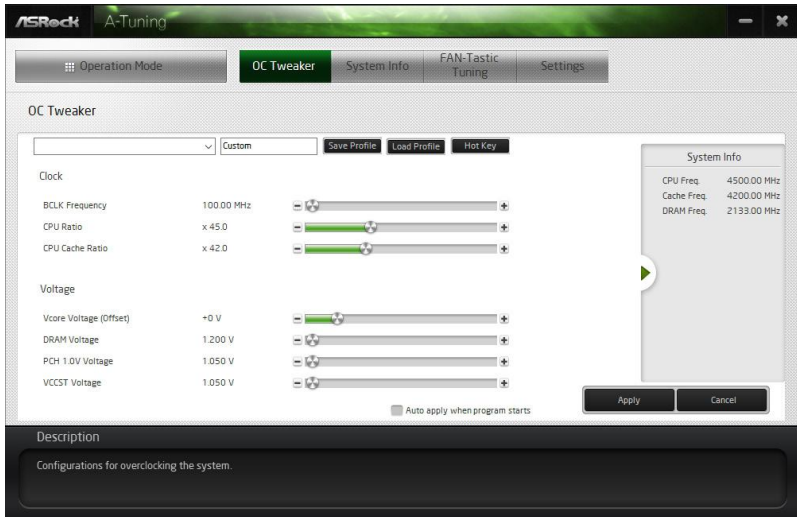 ASRock A-Tuning
Operation Mode
OC Tweaker
System Info
FAN-Tastic
Tuning
Settings
OC Tweaker
Custom
Save Profile
Load Profile
Hot Key
Clock
BCLK Frequency 100.00 MHz
CPU Ratio x 45.0
CPU Cache Ratio x 42.0
Voltage
Vcore Voltage (Offset) +0 V
DRAM Voltage 1.200 V
PCH 1.0V Voltage 1.050 V
VCCST Voltage 1.050 V
Auto apply when program starts
System Info
CPU Freq. 4500.00 MHz
Cache Freq. 4200.00 MHz
DRAM Freq. 2133.00 MHz
Apply
Cancel
Description
Configurations for overclocking the system.